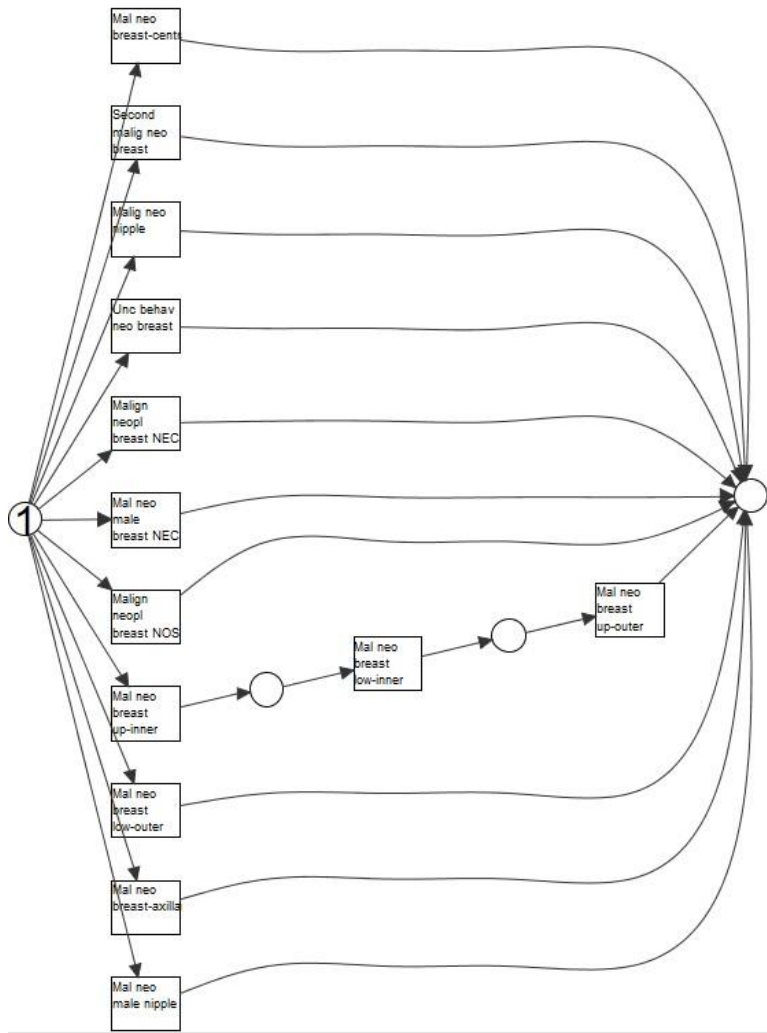 Mal neo
breast-centr
Second
malig neo
breast
Malig neo
nipple
Unc behav
neo breast
Malign
neopl
breast NEC
1
Mal neo
male
breast NEC
Malign
neopl
breast NOS
Mal neo
breast
up-outer
Mal neo
breast
low-inner
Mal neo
breast
up-inner
Mal neo
breast
low-outer
Mal neo
breast-axilla
Mal neo
male nipple